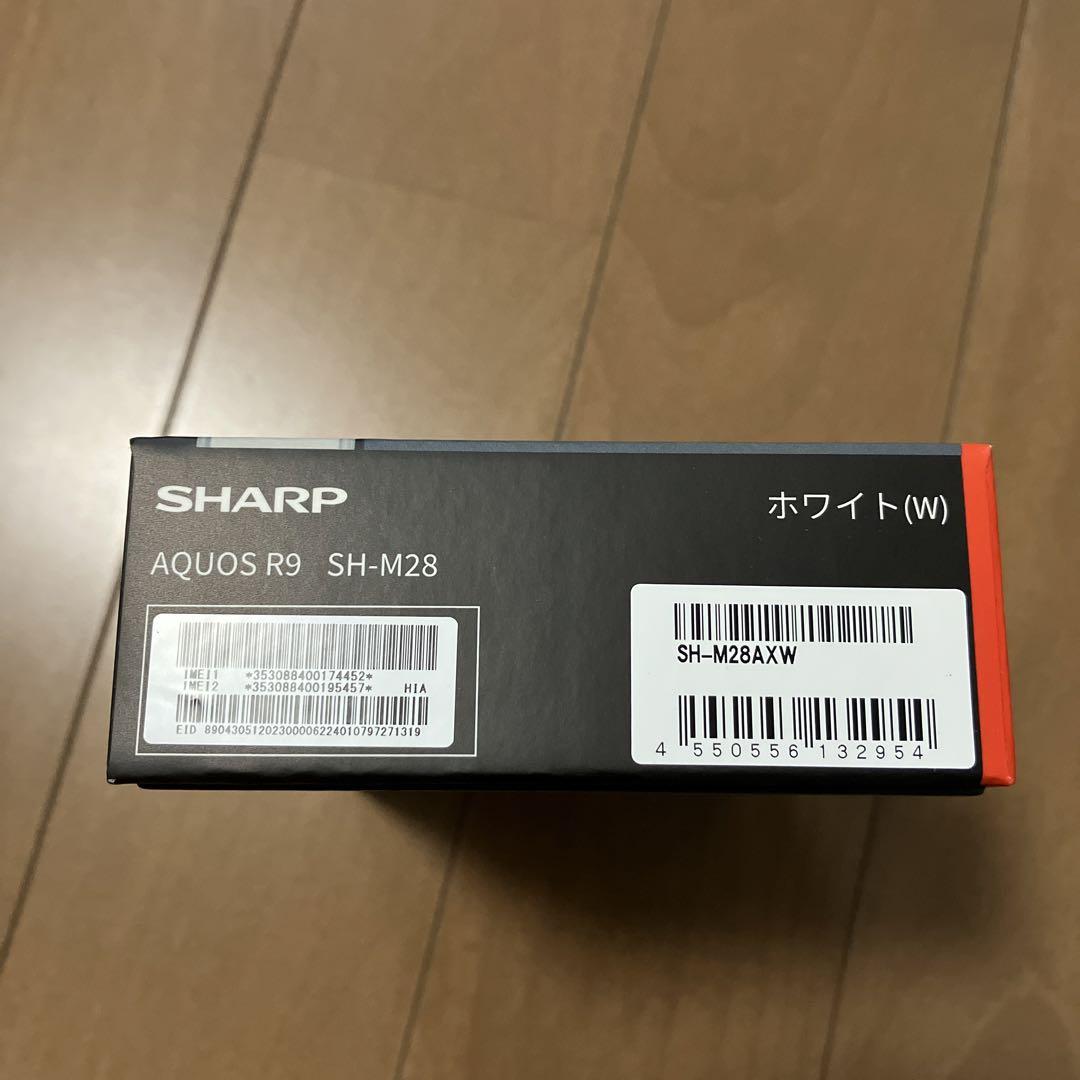 SHARP
ホワイト(W)
AQUOS R9 SH-M28
IMEI1 *353088400174452*
IMEI2 *353088400195457* HIA
EID 89043051202300006224010797271319
SH-M28AXW
4 550556 132954